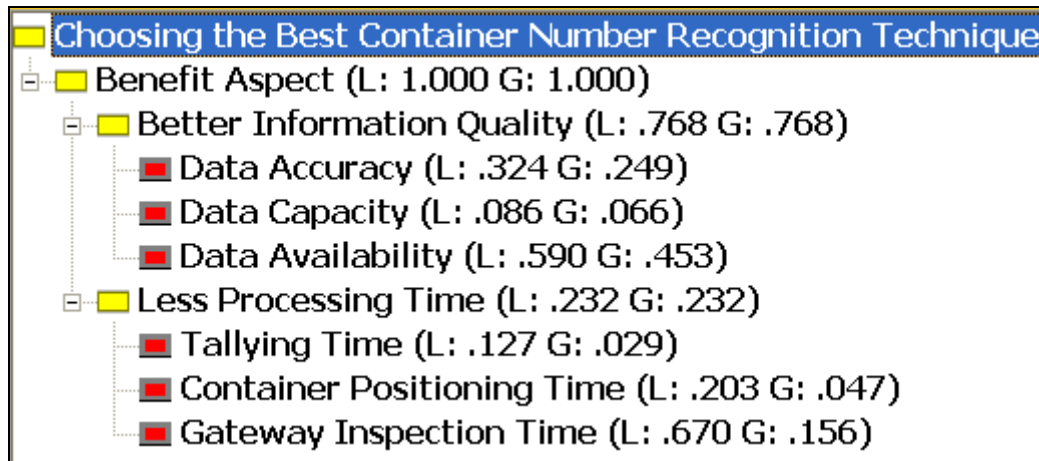 Choosing the Best Container Number Recognition Technique
Benefit Aspect (L: 1.000 G: 1.000)
Better Information Quality (L: .768 G: .768)
Data Accuracy (L: .324 G: .249)
Data Capacity (L: .086 G: .066)
Data Availability (L: .590 G: .453)
Less Processing Time (L: .232 G: .232)
Tallying Time (L: .127 G: .029)
Container Positioning Time (L: .203 G: .047)
Gateway Inspection Time (L: .670 G: .156)